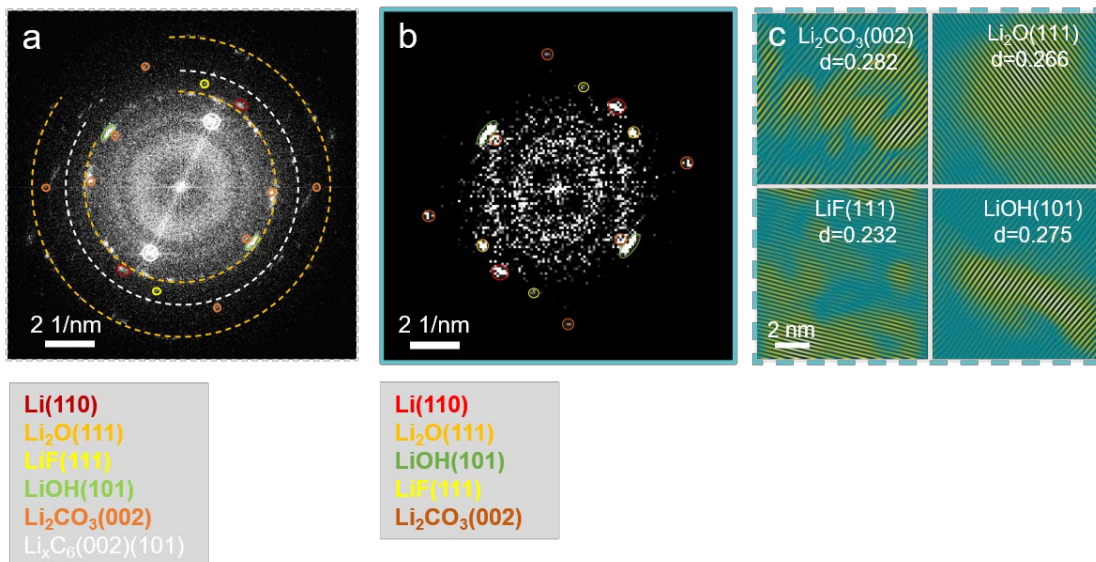 a
2 1/nm
b
2 1/nm
c
Li₂CO₃(002)
d=0.282
Li₂O(111)
d=0.266
LiF(111)
d=0.232
2 nm
LiOH(101)
d=0.275
Li(110)
Li₂O(111)
LiF(111)
LiOH(101)
Li₂CO₃(002)
LiₓC₆(002)(101)
Li(110)
Li₂O(111)
LiOH(101)
LiF(111)
Li₂CO₃(002)